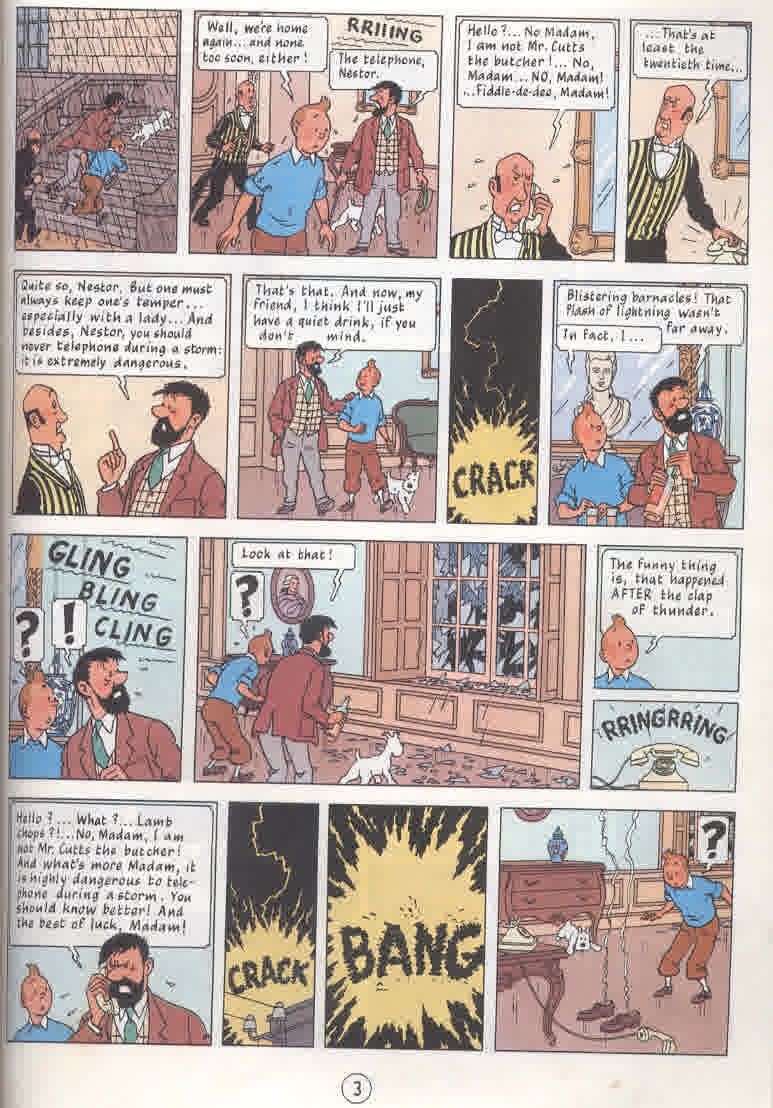 Well, we're home
again... and none
too soon, either!
RRIIING
The telephone,
Nestor.
Hello?... No Madam,
I am not Mr. Cutts
the butcher!... No,
Madam... NO, Madam!
...Fiddle-de-dee, Madam!
...That's at
least the
twentieth time...
Quite so, Nestor. But one must
always keep one's temper...
especially with a lady... And
besides, Nestor, you should
never telephone during a storm:
it is extremely dangerous.
That's that. And now, my
friend, I think I'll just
have a quiet drink, if you
don't mind.
CRACK
Blistering barnacles! That
flash of lightning wasn't
far away.
In fact, I...
GLING
BLING
CLING
?
!
Look at that!
?
The funny thing
is, that happened
AFTER the clap
of thunder.
RRINGRRING
Hello?... What?... Lamb
chops?!... No, Madam, I am
not Mr. Cutts the butcher!
And what's more Madam, it
is highly dangerous to tele-
phone during a storm. You
should know better! And
the best of luck, Madam!
CRACK
BANG
?
3